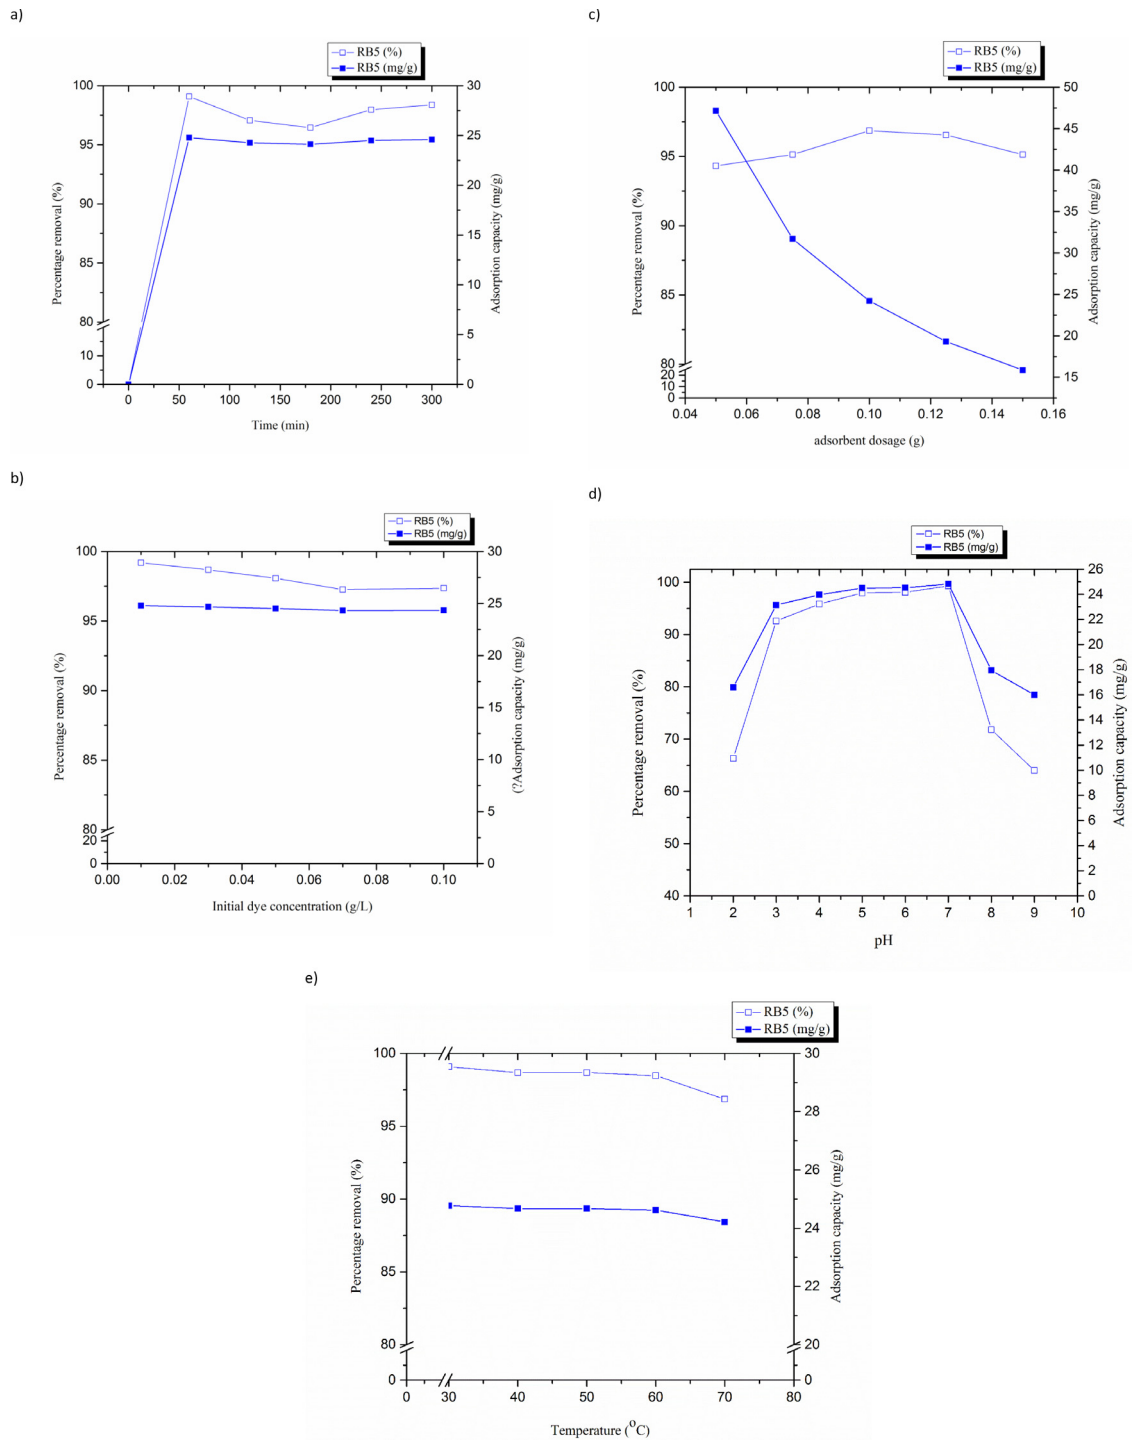 a)
RB5 (%)
RB5 (mg/g)
100
95
90
85
80
10
0
30
25
20
15
10
5
0
Percentage removal (%)
Adsorption capacity (mg/g)
0 50 100 150 200 250 300
Time (min)
b)
RB5 (%)
RB5 (mg/g)
100
95
90
85
80
20
0
30
25
20
15
10
5
0
Percentage removal (%)
(?Adsorption capacity (mg/g)
0.00 0.02 0.04 0.06 0.08 0.10
Initial dye concentration (g/L)
c)
RB5 (%)
RB5 (mg/g)
100
95
90
85
80
20
10
0
50
45
40
35
30
25
20
15
Percentage removal (%)
Adsorption capacity (mg/g)
0.04 0.06 0.08 0.10 0.12 0.14 0.16
adsorbent dosage (g)
d)
RB5 (%)
RB5 (mg/g)
100
90
80
70
60
50
40
26
24
22
20
18
16
14
12
10
8
6
4
2
0
Percentage removal (%)
Adsorption capacity (mg/g)
1 2 3 4 5 6 7 8 9 10
pH
e)
RB5 (%)
RB5 (mg/g)
100
95
90
85
80
0
30
28
26
24
22
20
0
Percentage removal (%)
Adsorption capacity (mg/g)
0 30 40 50 60 70 80
Temperature (°C)